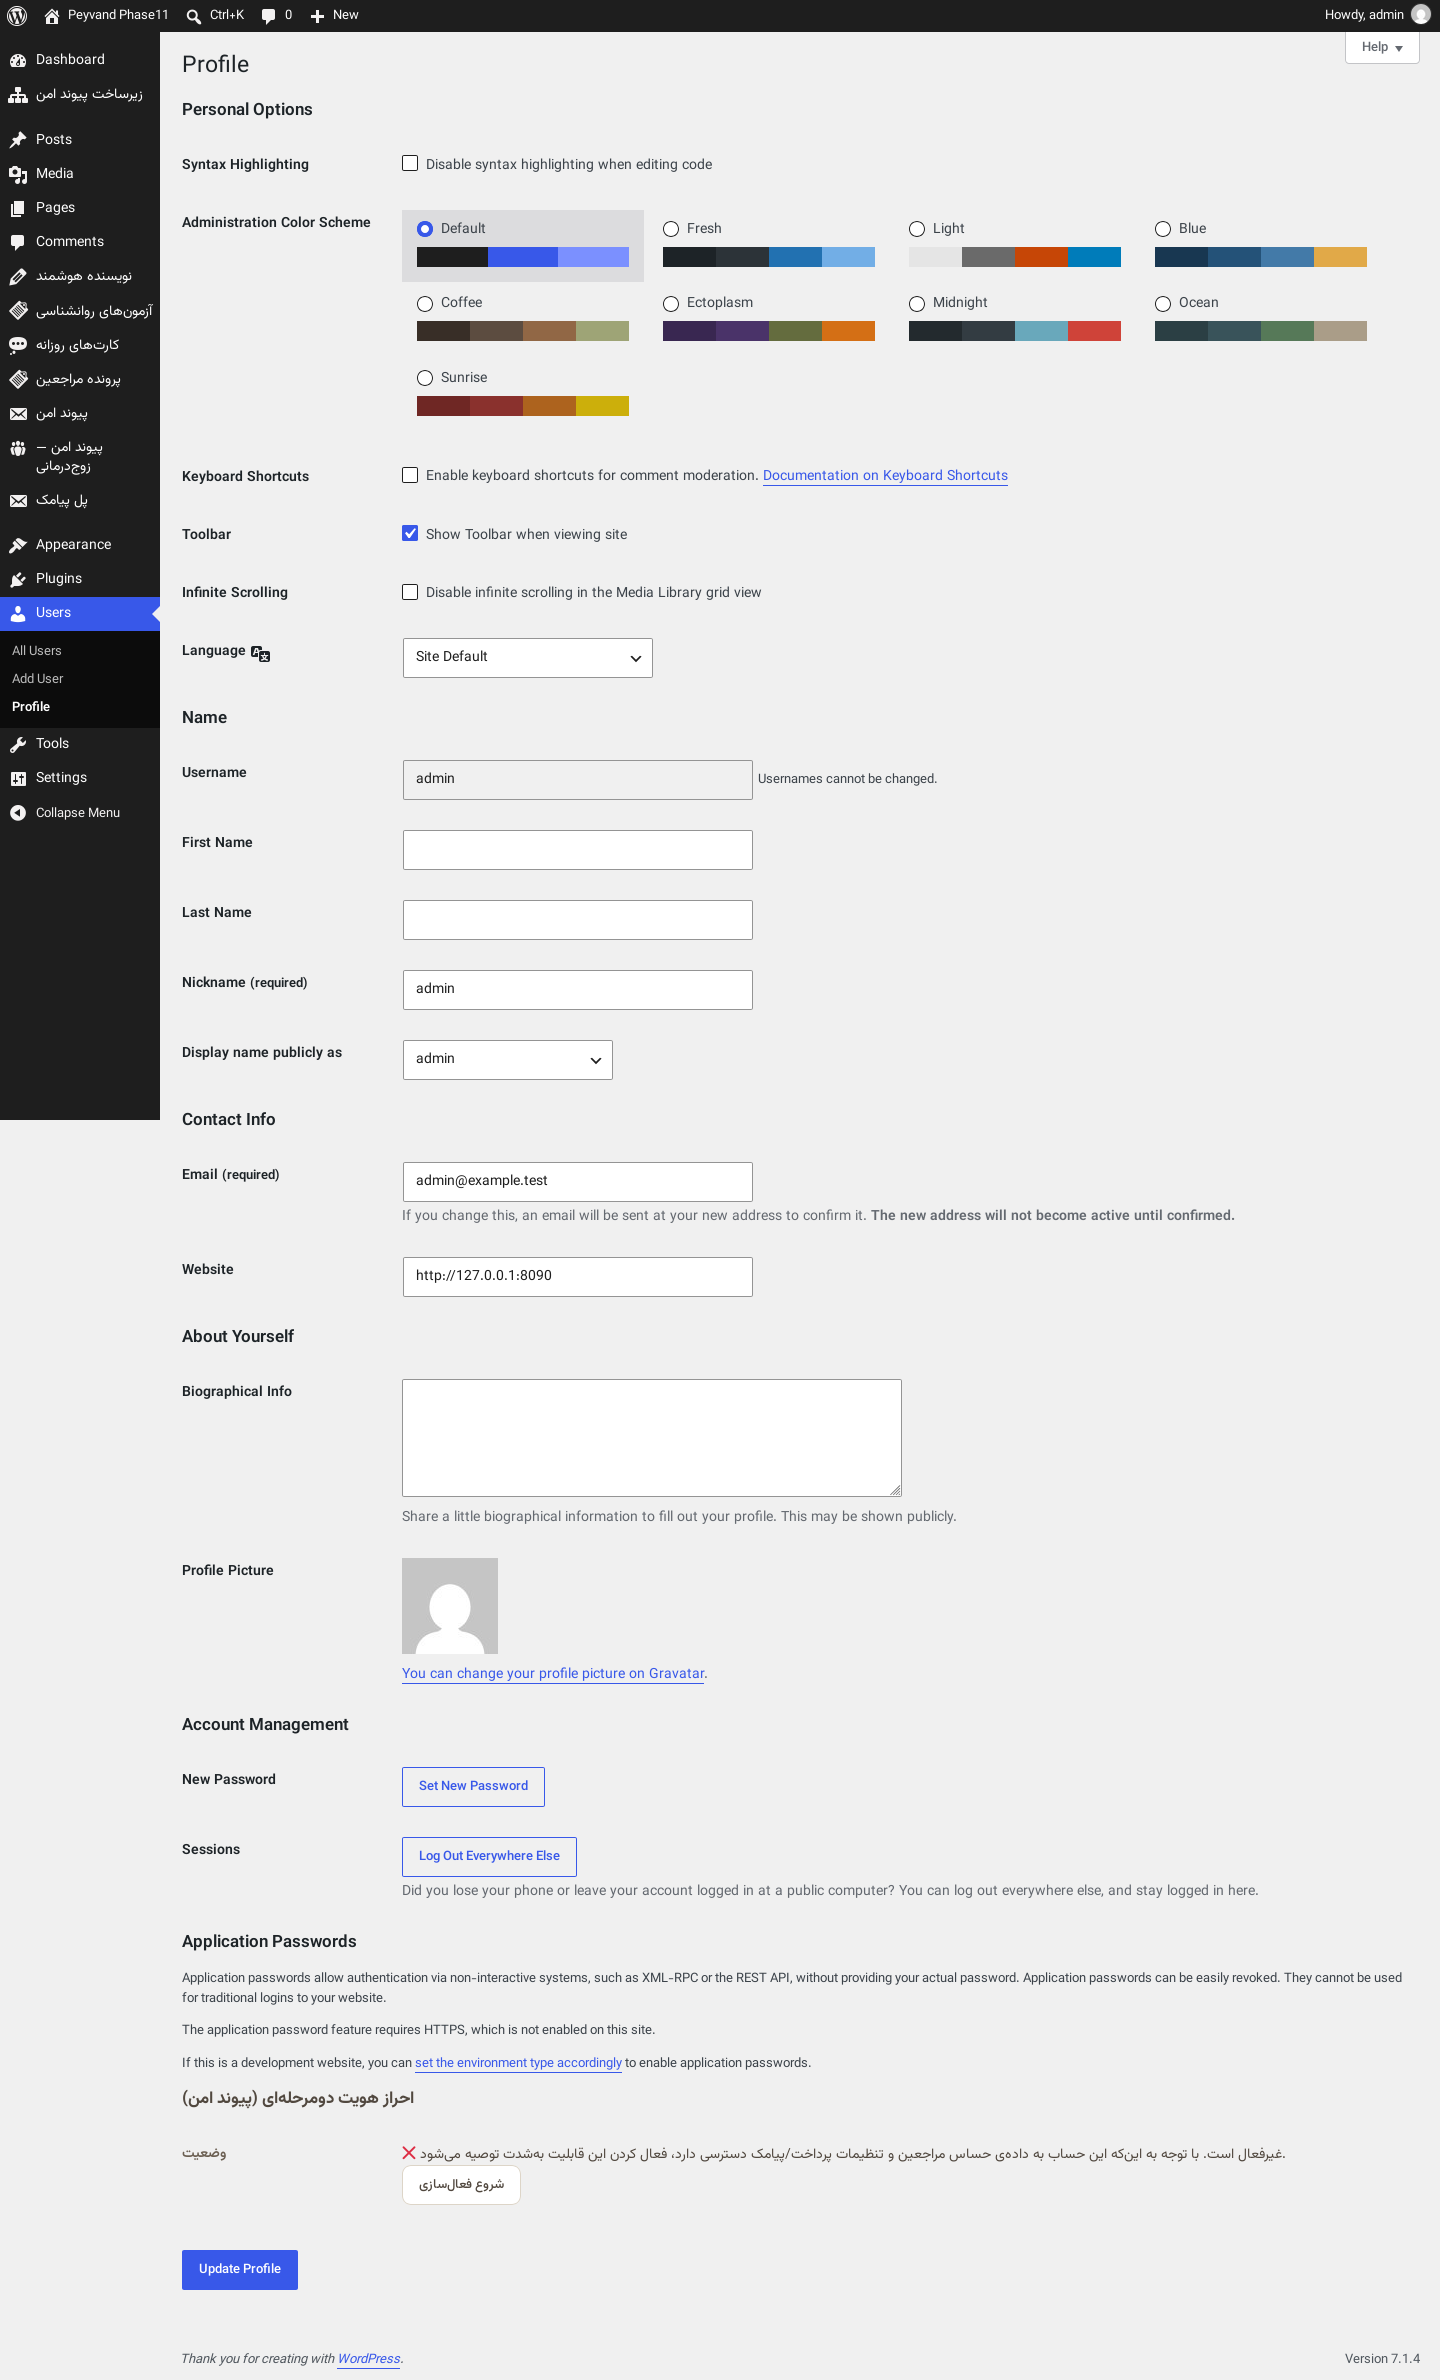 Peyvand Phase11
Ctrl+K
0
New
Howdy, admin
Help
Dashboard
زیرساخت پیوند امن
Posts
Media
Pages
Comments
نویسنده هوشمند
آزمون‌های روانشناسی
کارت‌های روزانه
پرونده مراجعین
پیوند امن
پیوند امن —
زوج‌درمانی
پل پیامک
Appearance
Plugins
Users
All Users
Add User
Profile
Tools
Settings
Collapse Menu
Profile
Personal Options
Syntax Highlighting
Disable syntax highlighting when editing code
Administration Color Scheme
Default
Fresh
Light
Blue
Coffee
Ectoplasm
Midnight
Ocean
Sunrise
Keyboard Shortcuts
Enable keyboard shortcuts for comment moderation. Documentation on Keyboard Shortcuts
Toolbar
Show Toolbar when viewing site
Infinite Scrolling
Disable infinite scrolling in the Media Library grid view
Language
Site Default
Name
Username
admin
Usernames cannot be changed.
First Name
Last Name
Nickname (required)
admin
Display name publicly as
admin
Contact Info
Email (required)
admin@example.test
If you change this, an email will be sent at your new address to confirm it. The new address will not become active until confirmed.
Website
http://127.0.0.1:8090
About Yourself
Biographical Info
Share a little biographical information to fill out your profile. This may be shown publicly.
Profile Picture
You can change your profile picture on Gravatar.
Account Management
New Password
Set New Password
Sessions
Log Out Everywhere Else
Did you lose your phone or leave your account logged in at a public computer? You can log out everywhere else, and stay logged in here.
Application Passwords
Application passwords allow authentication via non-interactive systems, such as XML-RPC or the REST API, without providing your actual password. Application passwords can be easily revoked. They cannot be used
for traditional logins to your website.
The application password feature requires HTTPS, which is not enabled on this site.
If this is a development website, you can set the environment type accordingly to enable application passwords.
احراز هویت دومرحله‌ای (پیوند امن)
وضعیت
❌ غیرفعال است. با توجه به این‌که این حساب به داده‌ی حساس مراجعین و تنظیمات پرداخت/پیامک دسترسی دارد، فعال کردن این قابلیت به‌شدت توصیه می‌شود.
شروع فعال‌سازی
Update Profile
Thank you for creating with WordPress.
Version 7.1.4